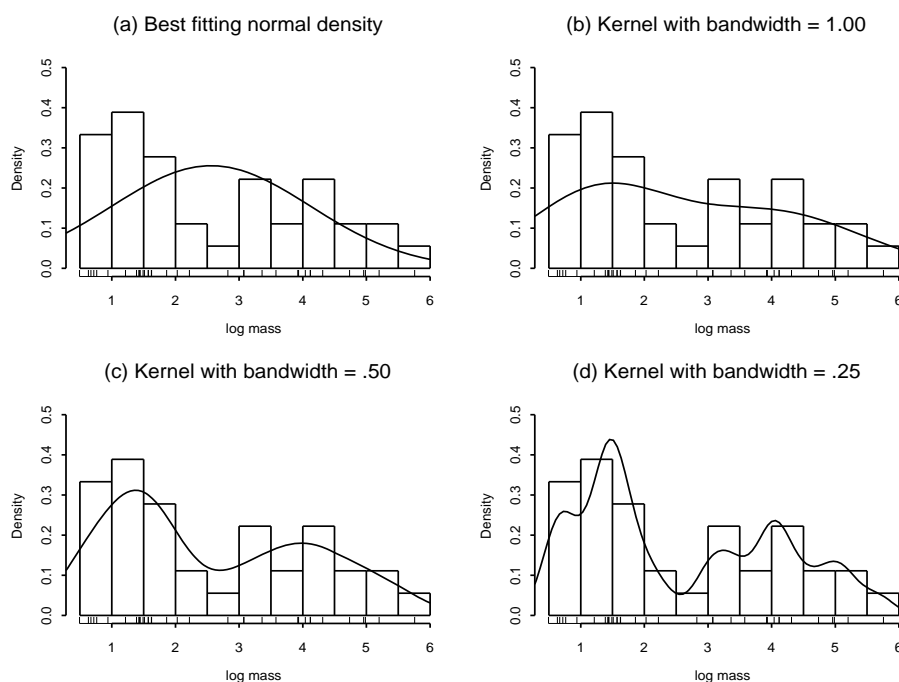 (a) Best fitting normal density
0.0 0.1 0.2 0.3 0.4 0.5
Density
1 2 3 4 5 6
log mass
(b) Kernel with bandwidth = 1.00
0.0 0.1 0.2 0.3 0.4 0.5
Density
1 2 3 4 5 6
log mass
(c) Kernel with bandwidth = .50
0.0 0.1 0.2 0.3 0.4 0.5
Density
1 2 3 4 5 6
log mass
(d) Kernel with bandwidth = .25
0.0 0.1 0.2 0.3 0.4 0.5
Density
1 2 3 4 5 6
log mass